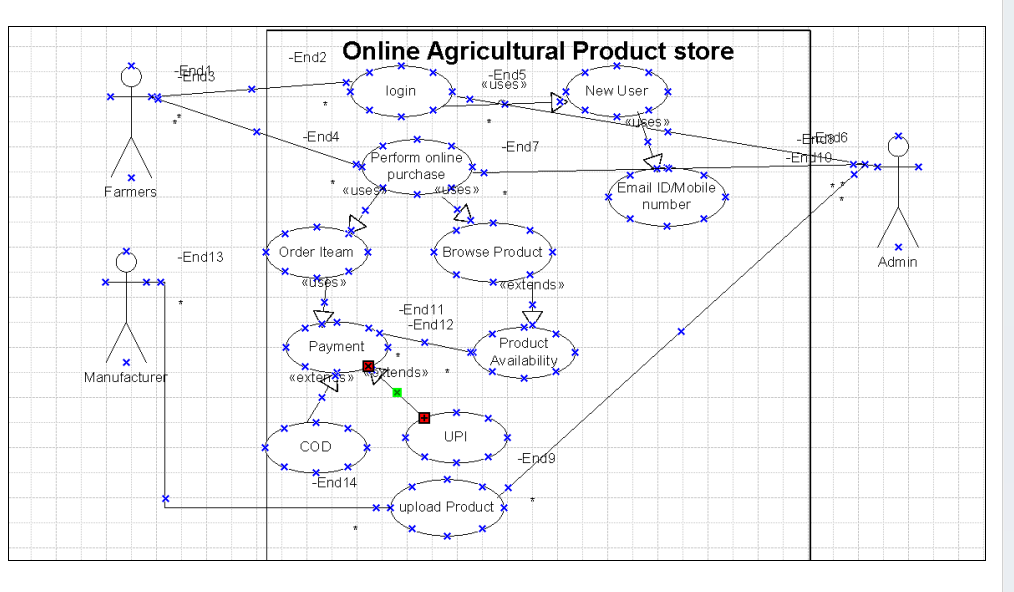 Online Agricultural Product store
-End1
-End3
-End2
login
-End5
«uses»
New User
*
*
*
*
«uses»
-End4
-End7
-End6
-End10
Perform online
purchase
*
«uses»
«uses»
*
Email ID/Mobile
number
*
*
*
Farmers
Admin
Order Iteam
Browse Product
-End13
«uses»
«extends»
*
-End11
-End12
Payment
Product
Availability
*
*
Manufacturer
«extends»
«extends»
COD
UPI
-End9
-End14
upload Product
*
*